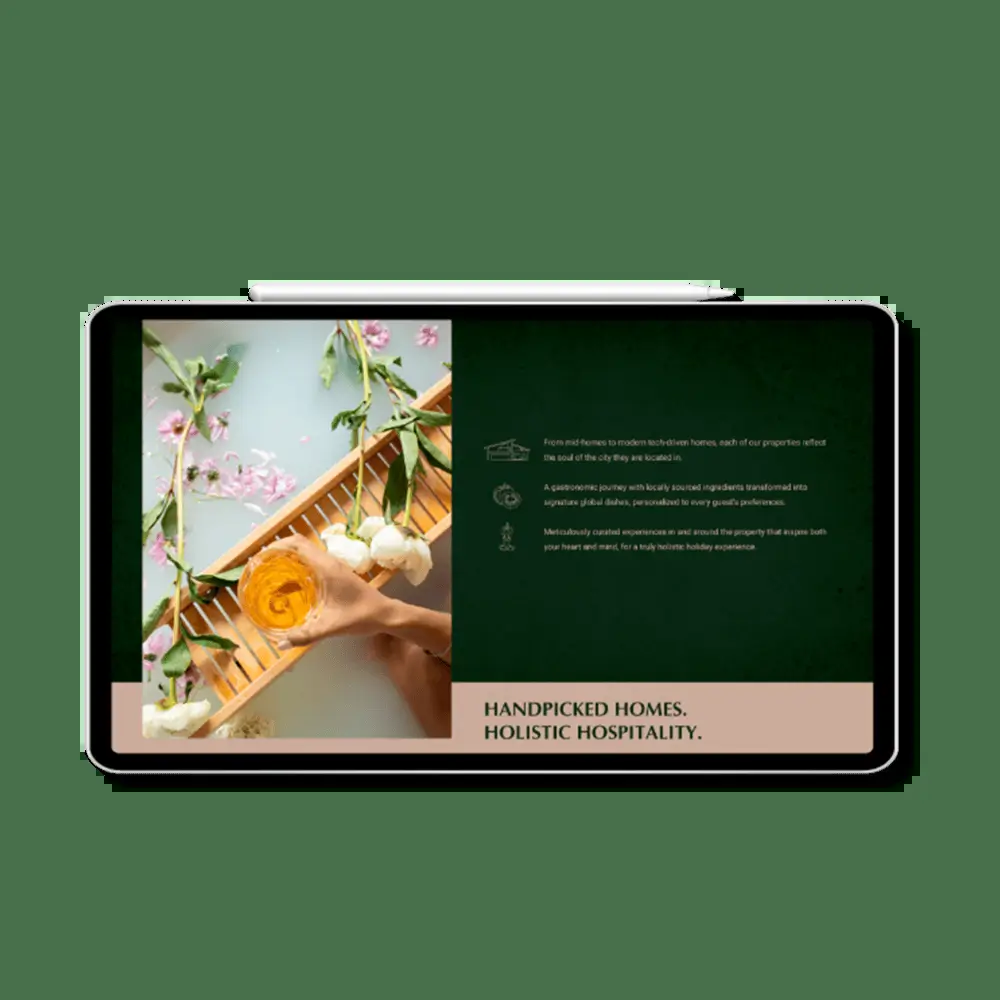 From mid-homes to modern tech-driven homes, each of our properties reflect
the soul of the city they are located in.
A gastronomic journey with locally sourced ingredients transformed into
signature global dishes, personalized to every guest's preferences.
Meticulously curated experiences in and around the property that inspire both
your heart and mind, for a truly holistic holiday experience.
HANDPICKED HOMES.
HOLISTIC HOSPITALITY.